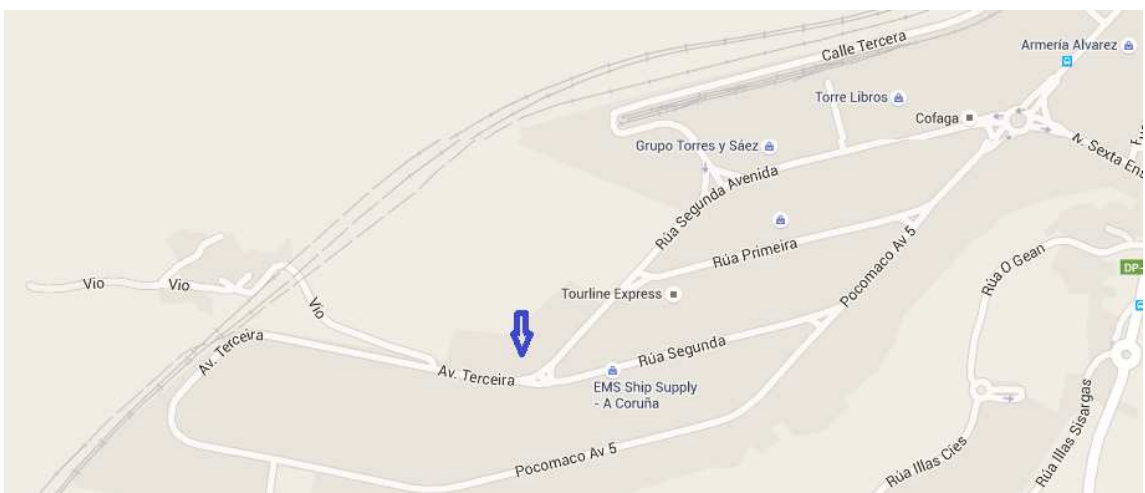 Calle Tercera
Armería Alvarez
Torre Libros
Cofaga
Grupo Torres y Sáez
N. Sexta Ens
Rúa Segunda Avenida
Rúa Primeira
Pocomaco Av 5
Rúa O Gean
DP-
Vio
Vio
Vio
Tourline Express
Av. Terceira
Av. Terceira
Rúa Segunda
EMS Ship Supply
- A Coruña
Pocomaco Av 5
Rúa Illas Cíes
Rúa Illas Sisargas